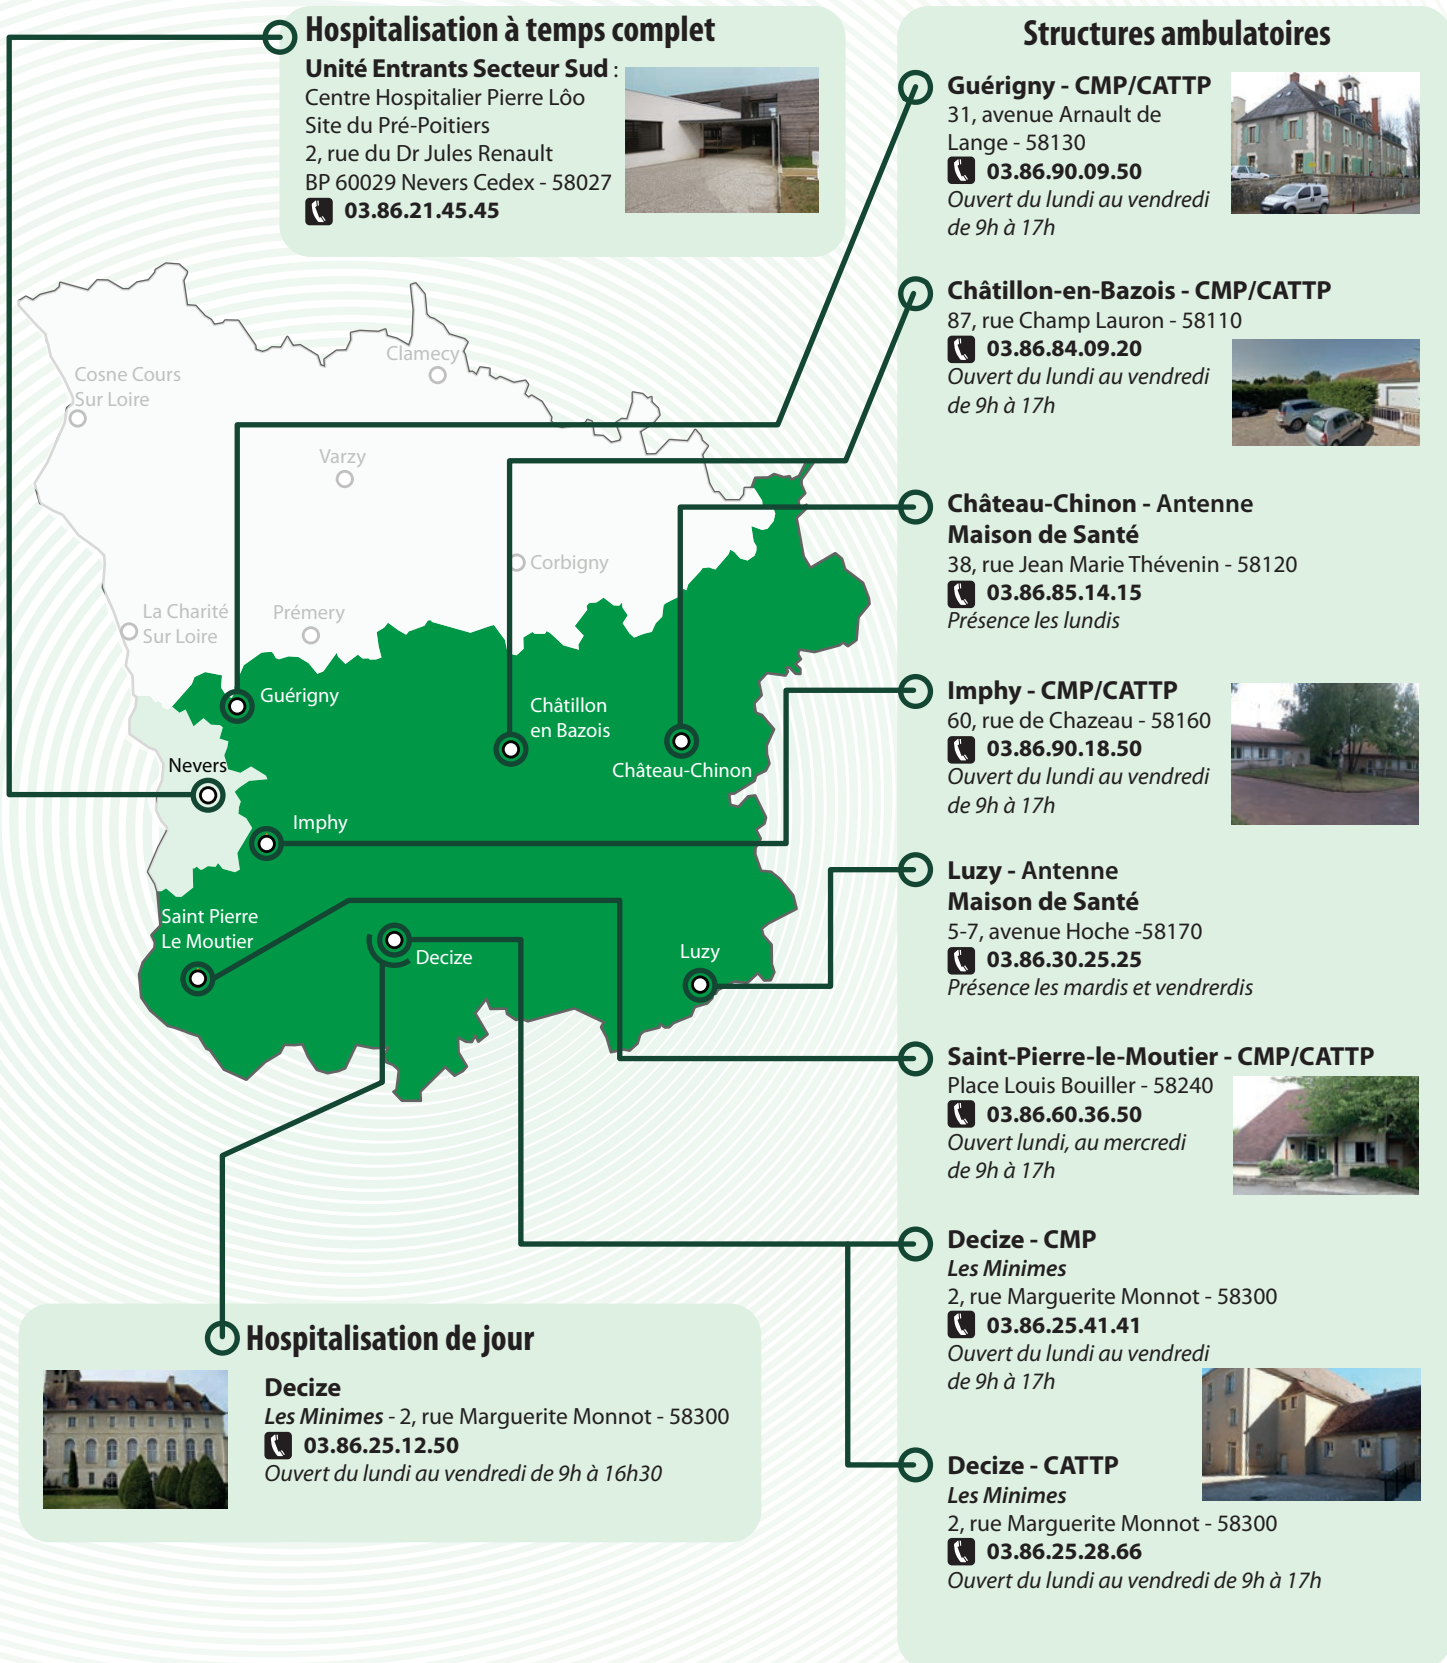 Hospitalisation à temps complet
Unité Entrants Secteur Sud :
Centre Hospitalier Pierre Lôo
Site du Pré-Poitiers
2, rue du Dr Jules Renault
BP 60029 Nevers Cedex - 58027
03.86.21.45.45
Structures ambulatoires
Guérigny - CMP/CATTP
31, avenue Arnault de
Lange - 58130
03.86.90.09.50
Ouvert du lundi au vendredi
de 9h à 17h
Châtillon-en-Bazois - CMP/CATTP
87, rue Champ Lauron - 58110
03.86.84.09.20
Ouvert du lundi au vendredi
de 9h à 17h
Château-Chinon - Antenne
Maison de Santé
38, rue Jean Marie Thévenin - 58120
03.86.85.14.15
Présence les lundis
Imphy - CMP/CATTP
60, rue de Chazeau - 58160
03.86.90.18.50
Ouvert du lundi au vendredi
de 9h à 17h
Luzy - Antenne
Maison de Santé
5-7, avenue Hoche -58170
03.86.30.25.25
Présence les mardis et vendrerdis
Saint-Pierre-le-Moutier - CMP/CATTP
Place Louis Bouiller - 58240
03.86.60.36.50
Ouvert lundi, au mercredi
de 9h à 17h
Decize - CMP
Les Minimes
2, rue Marguerite Monnot - 58300
03.86.25.41.41
Ouvert du lundi au vendredi
de 9h à 17h
Decize - CATTP
Les Minimes
2, rue Marguerite Monnot - 58300
03.86.25.28.66
Ouvert du lundi au vendredi de 9h à 17h
Clamecy
Cosne Cours
Sur Loire
Varzy
Corbigny
La Charité
Sur Loire
Prémery
Guérigny
Châtillon
en Bazois
Château-Chinon
Nevers
Imphy
Saint Pierre
Le Moutier
Decize
Luzy
Hospitalisation de jour
Decize
Les Minimes - 2, rue Marguerite Monnot - 58300
03.86.25.12.50
Ouvert du lundi au vendredi de 9h à 16h30